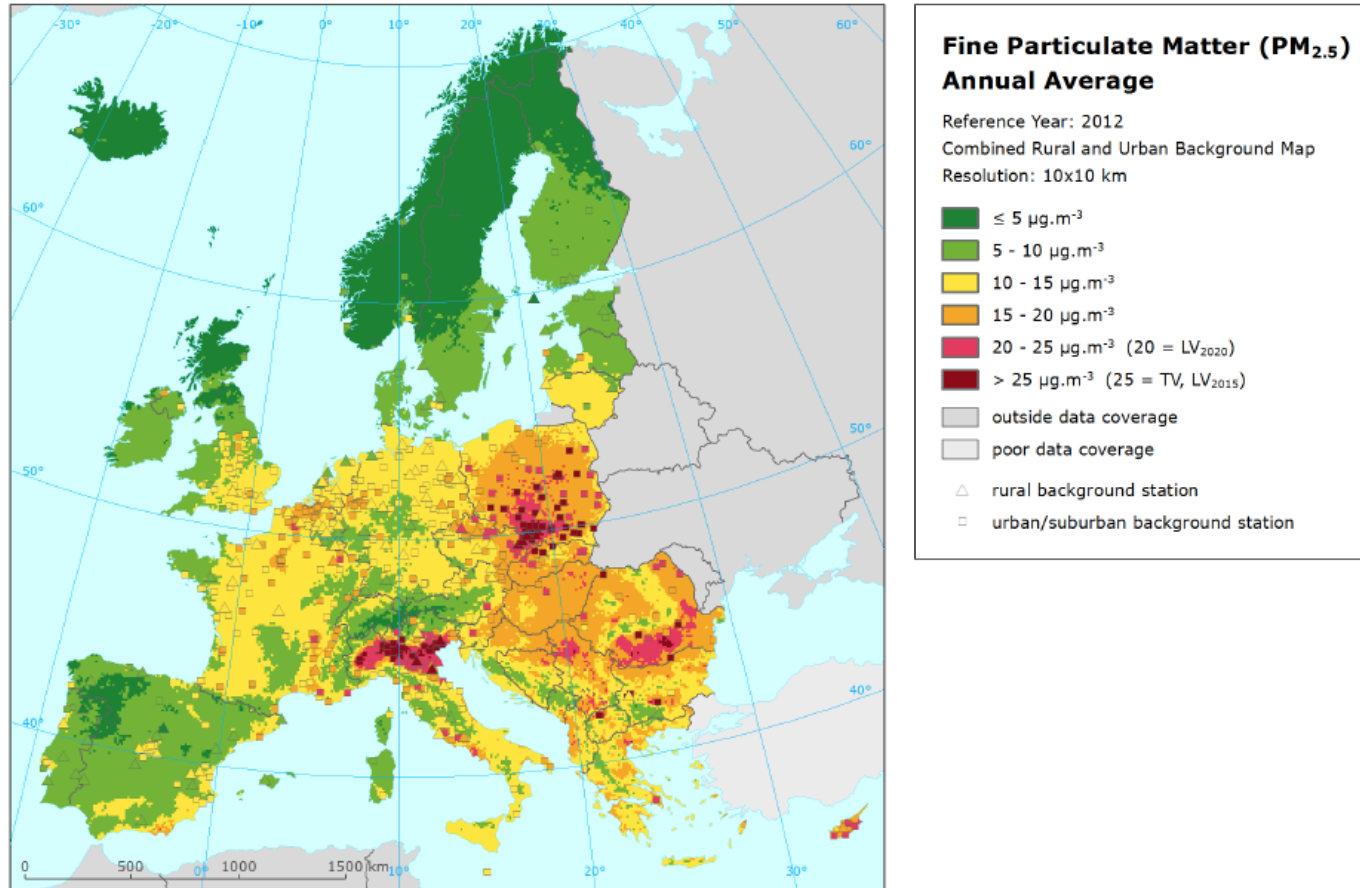 -30° -20° -10° 0° 10° 20° 30° 40° 50° 60°
60°
60°
50°
50°
40°
40°
0 500 1000 1500 km
0° 10° 20° 30°
Fine Particulate Matter (PM2.5)
Annual Average
Reference Year: 2012
Combined Rural and Urban Background Map
Resolution: 10x10 km
≤ 5 µg.m-3
5 - 10 µg.m-3
10 - 15 µg.m-3
15 - 20 µg.m-3
20 - 25 µg.m-3 (20 = LV2020)
> 25 µg.m-3 (25 = TV, LV2015)
outside data coverage
poor data coverage
rural background station
urban/suburban background station